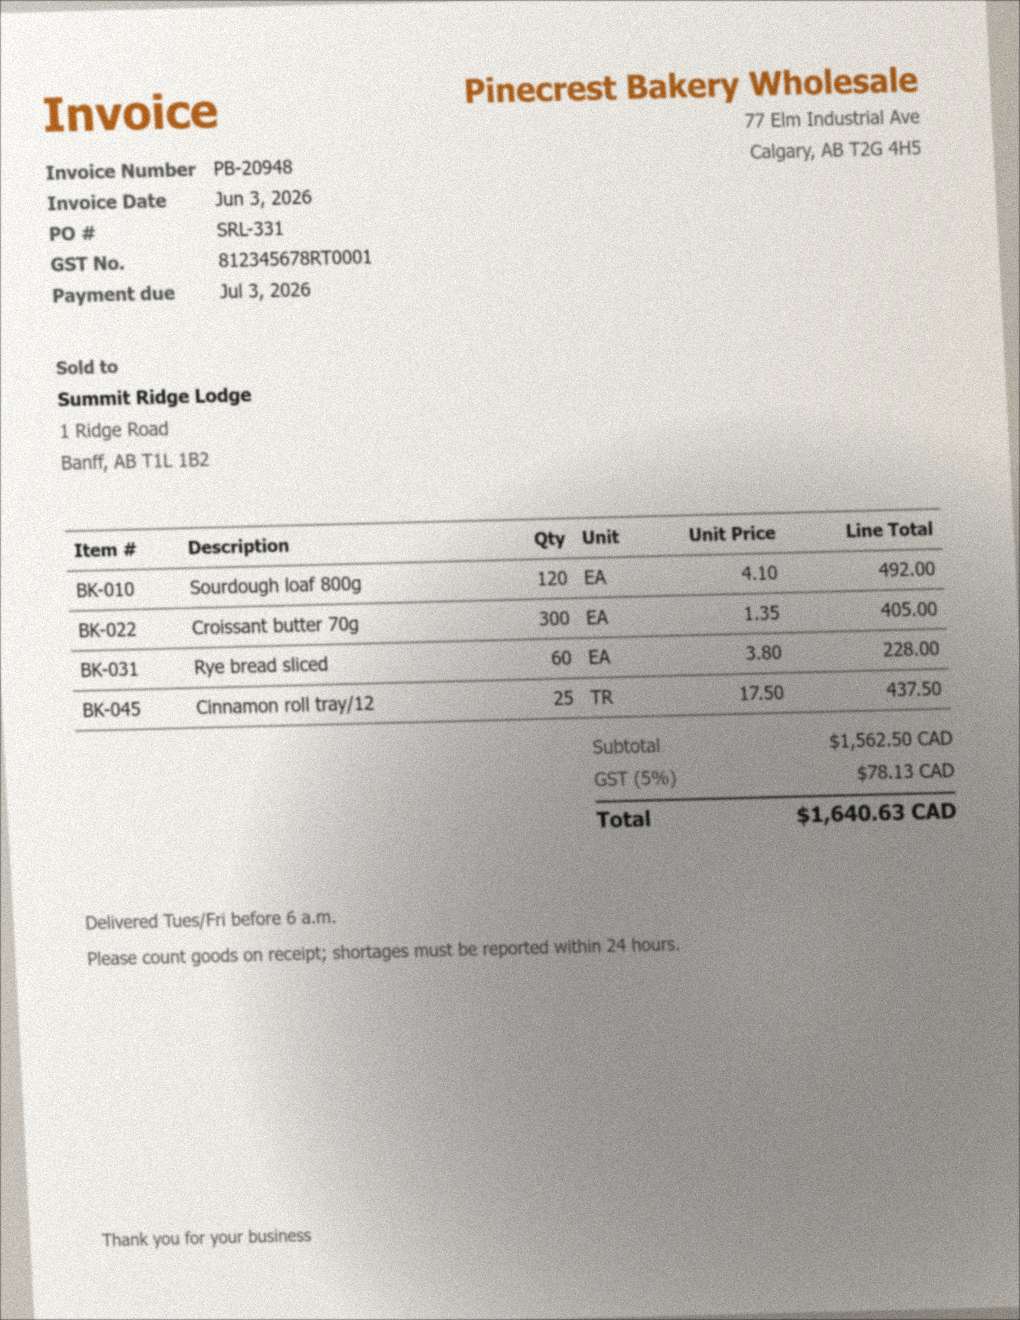 Invoice
Pinecrest Bakery Wholesale
77 Elm Industrial Ave
Calgary, AB T2G 4H5
Invoice Number PB-20948
Invoice Date Jun 3, 2026
PO # SRL-331
GST No. 812345678RT0001
Payment due Jul 3, 2026
Sold to
Summit Ridge Lodge
1 Ridge Road
Banff, AB T1L 1B2
Item # Description Qty Unit Unit Price Line Total
BK-010 Sourdough loaf 800g 120 EA 4.10 492.00
BK-022 Croissant butter 70g 300 EA 1.35 405.00
BK-031 Rye bread sliced 60 EA 3.80 228.00
BK-045 Cinnamon roll tray/12 25 TR 17.50 437.50
Subtotal $1,562.50 CAD
GST (5%) $78.13 CAD
Total $1,640.63 CAD
Delivered Tues/Fri before 6 a.m.
Please count goods on receipt; shortages must be reported within 24 hours.
Thank you for your business